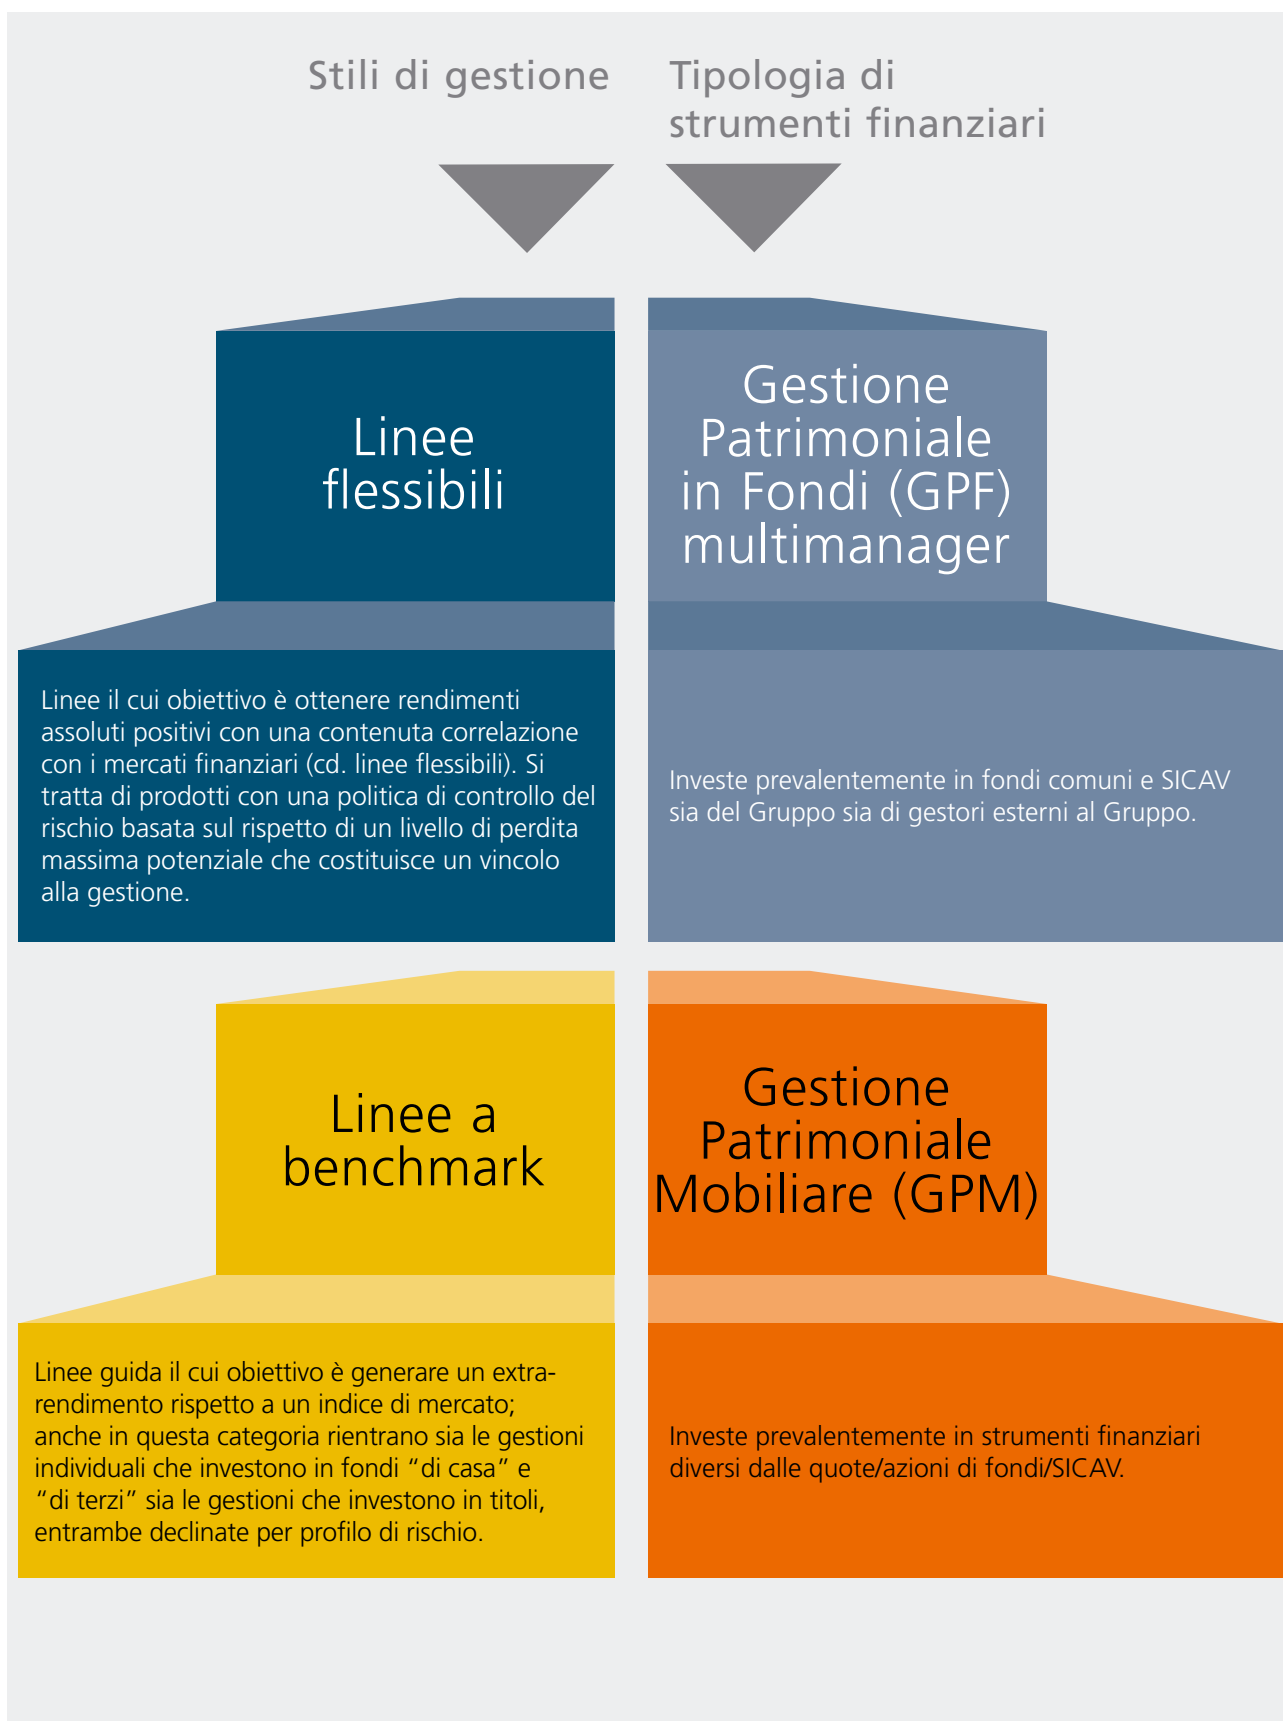 Stili di gestione
Tipologia di
strumenti finanziari
Linee
flessibili
Gestione
Patrimoniale
in Fondi (GPF)
multimanager
Linee il cui obiettivo è ottenere rendimenti
assoluti positivi con una contenuta correlazione
con i mercati finanziari (cd. linee flessibili). Si
tratta di prodotti con una politica di controllo del
rischio basata sul rispetto di un livello di perdita
massima potenziale che costituisce un vincolo
alla gestione.
Investe prevalentemente in fondi comuni e SICAV
sia del Gruppo sia di gestori esterni al Gruppo.
Linee a
benchmark
Gestione
Patrimoniale
Mobiliare (GPM)
Linee guida il cui obiettivo è generare un extra-
rendimento rispetto a un indice di mercato;
anche in questa categoria rientrano sia le gestioni
individuali che investono in fondi “di casa” e
“di terzi” sia le gestioni che investono in titoli,
entrambe declinate per profilo di rischio.
Investe prevalentemente in strumenti finanziari
diversi dalle quote/azioni di fondi/SICAV.